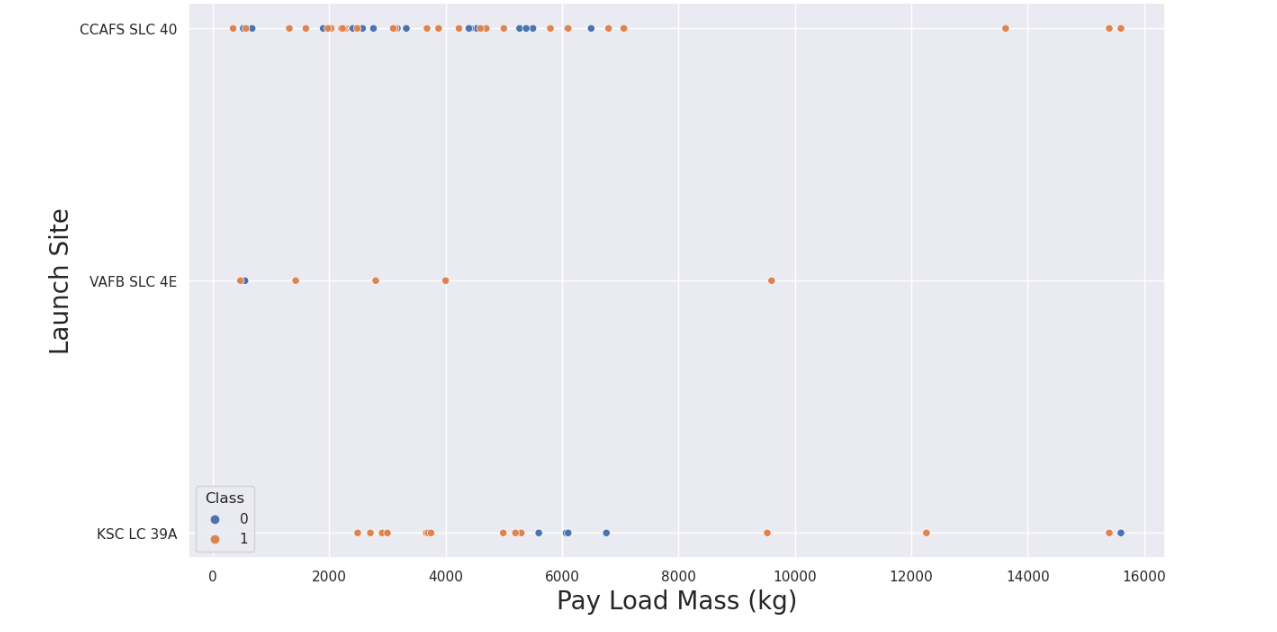 CCAFS SLC 40
VAFB SLC 4E
KSC LC 39A
Launch Site
Class
0
1
0 2000 4000 6000 8000 10000 12000 14000 16000
Pay Load Mass (kg)